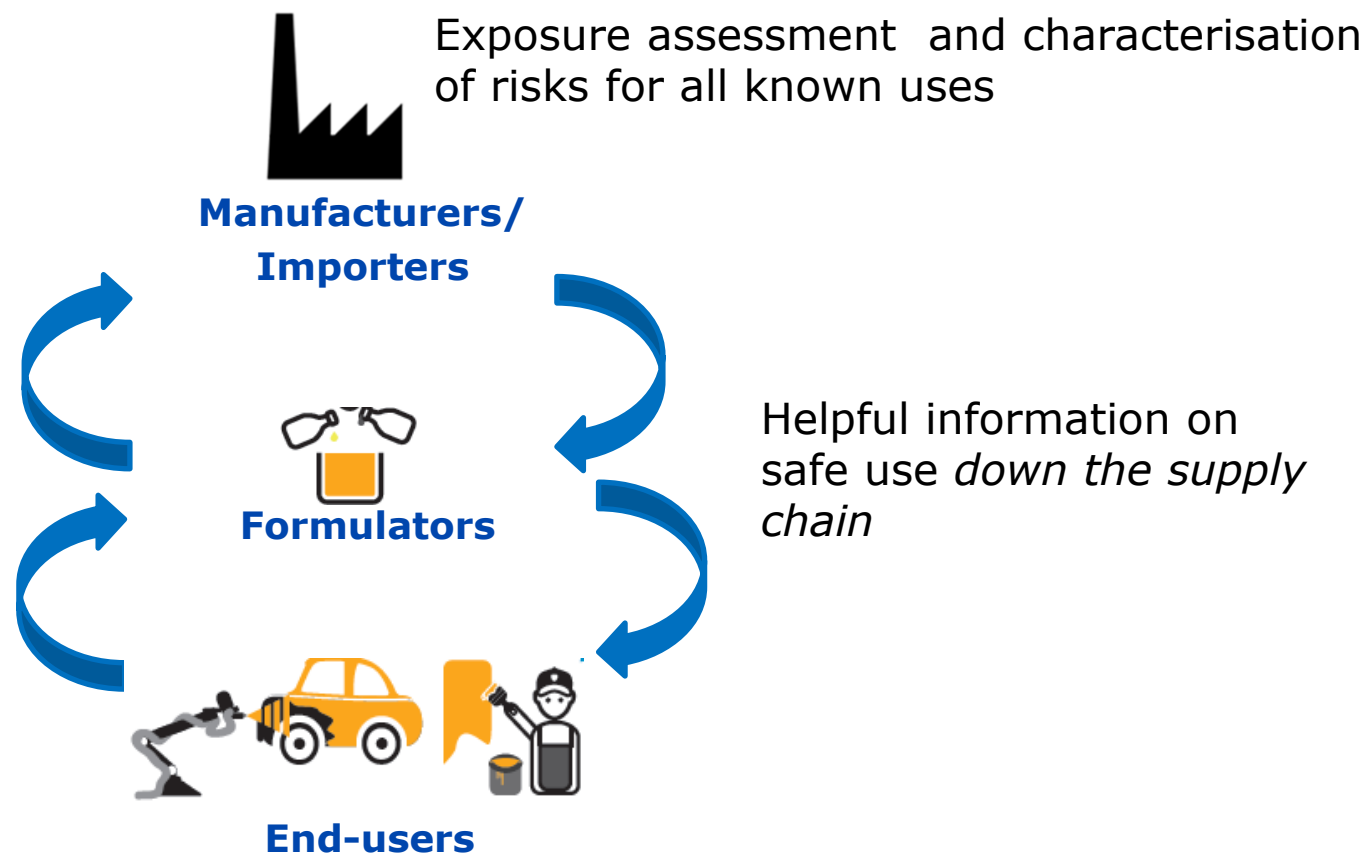 Exposure assessment and characterisation
of risks for all known uses
Manufacturers/
Importers
Formulators
Helpful information on
safe use down the supply
chain
End-users